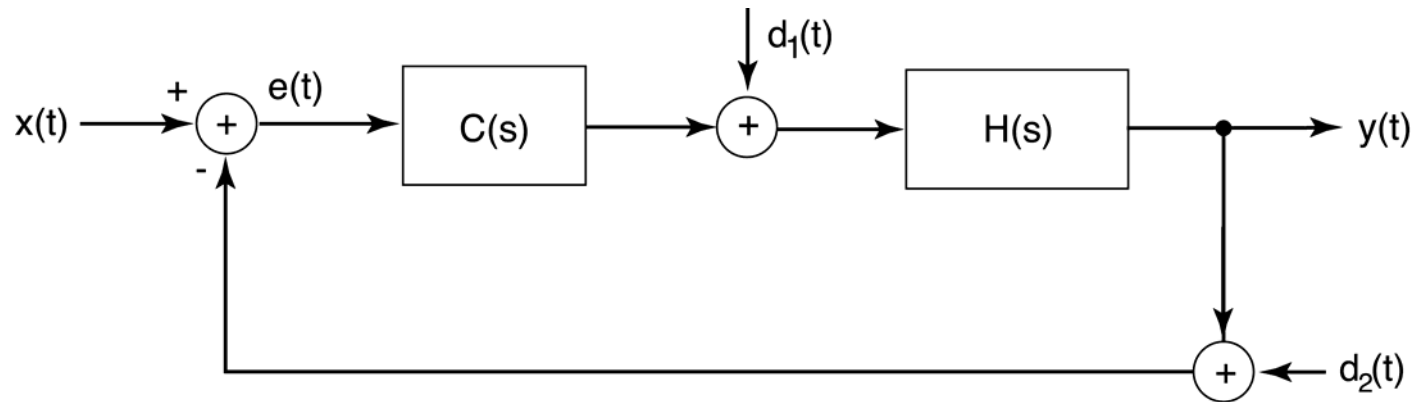 d₁(t)
+ e(t)
x(t) + C(s) + H(s) y(t)
-
+ d₂(t)